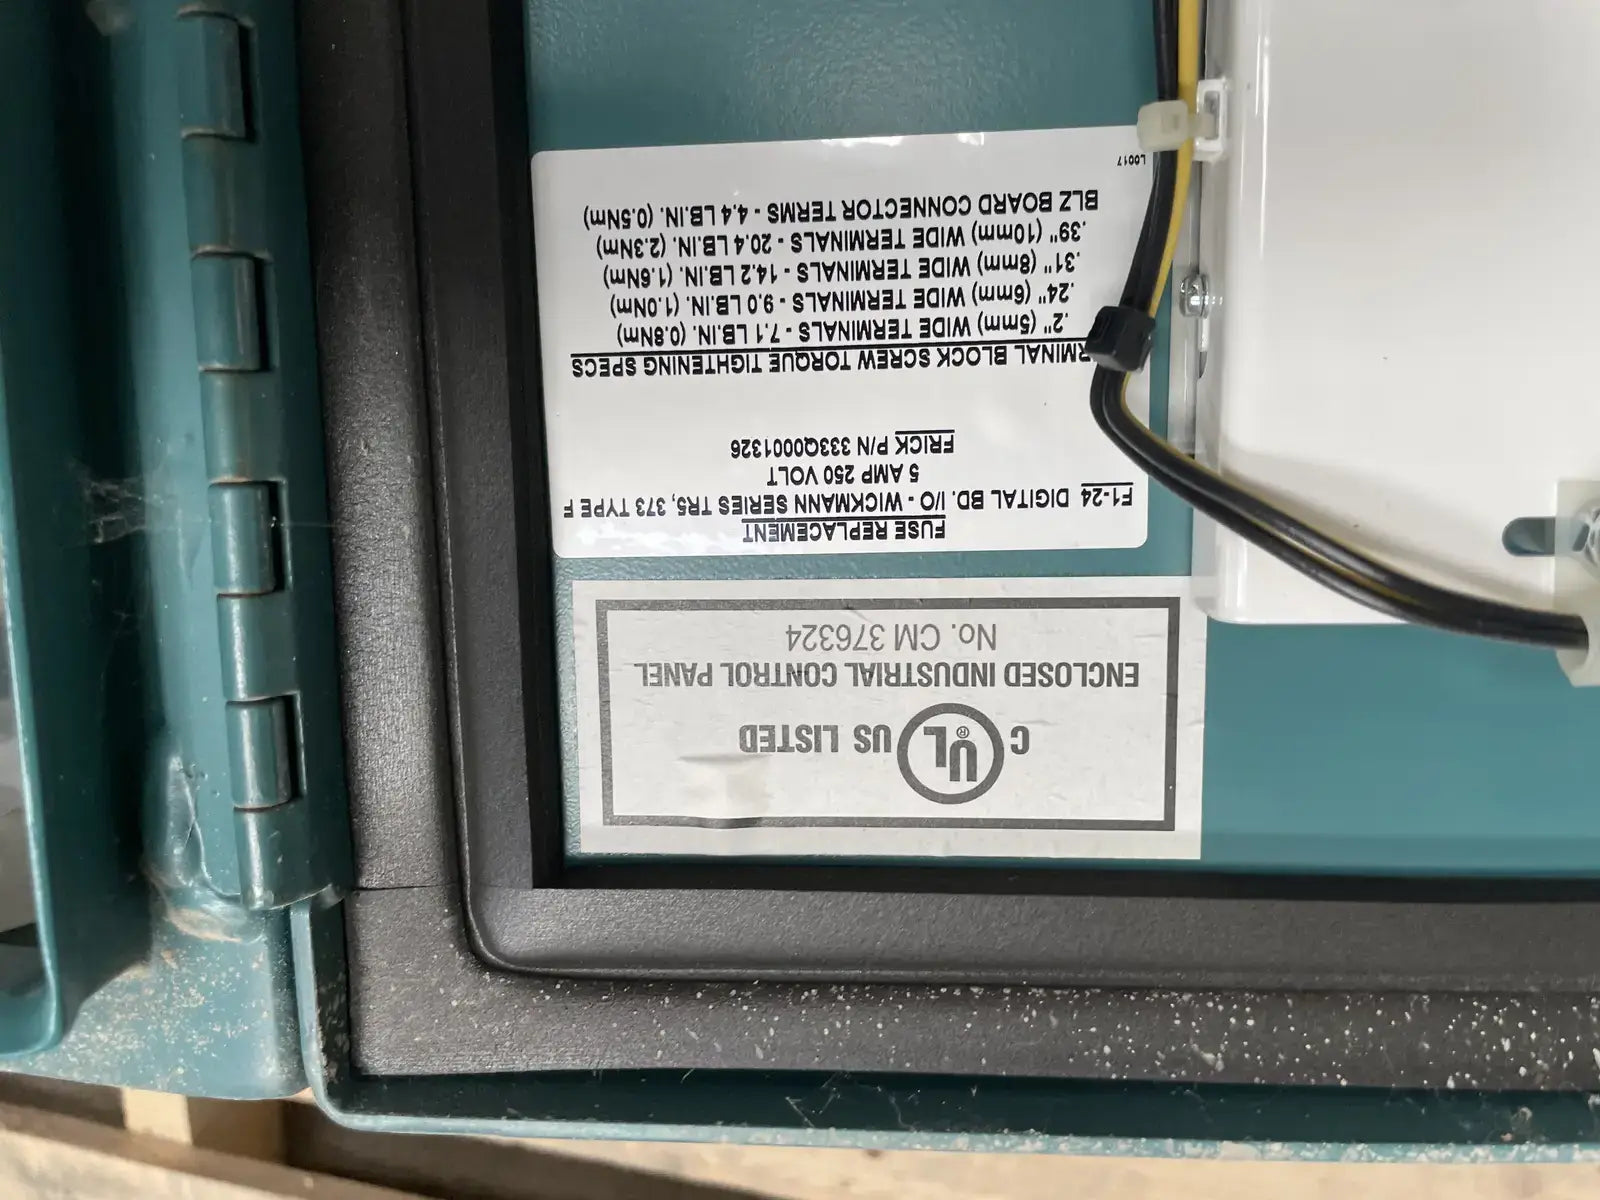 C UL® US LISTED
ENCLOSED INDUSTRIAL CONTROL PANEL
No. CM 376324
FUSE REPLACEMENT
F1-24 DIGITAL BD. I/O - WICKMANN SERIES TR5, 373 TYPE F
5 AMP 250 VOLT
FRICK P/N 333Q0001326
RMINAL BLOCK SCREW TORQUE TIGHTENING SPECS
.2" (5mm) WIDE TERMINALS - 7.1 LB.IN. (0.8Nm)
.24" (6mm) WIDE TERMINALS - 9.0 LB.IN. (1.0Nm)
.31" (8mm) WIDE TERMINALS - 14.2 LB.IN. (1.6Nm)
.39" (10mm) WIDE TERMINALS - 20.4 LB.IN. (2.3Nm)
BLZ BOARD CONNECTOR TERMS - 4.4 LB.IN. (0.5Nm)
L0017